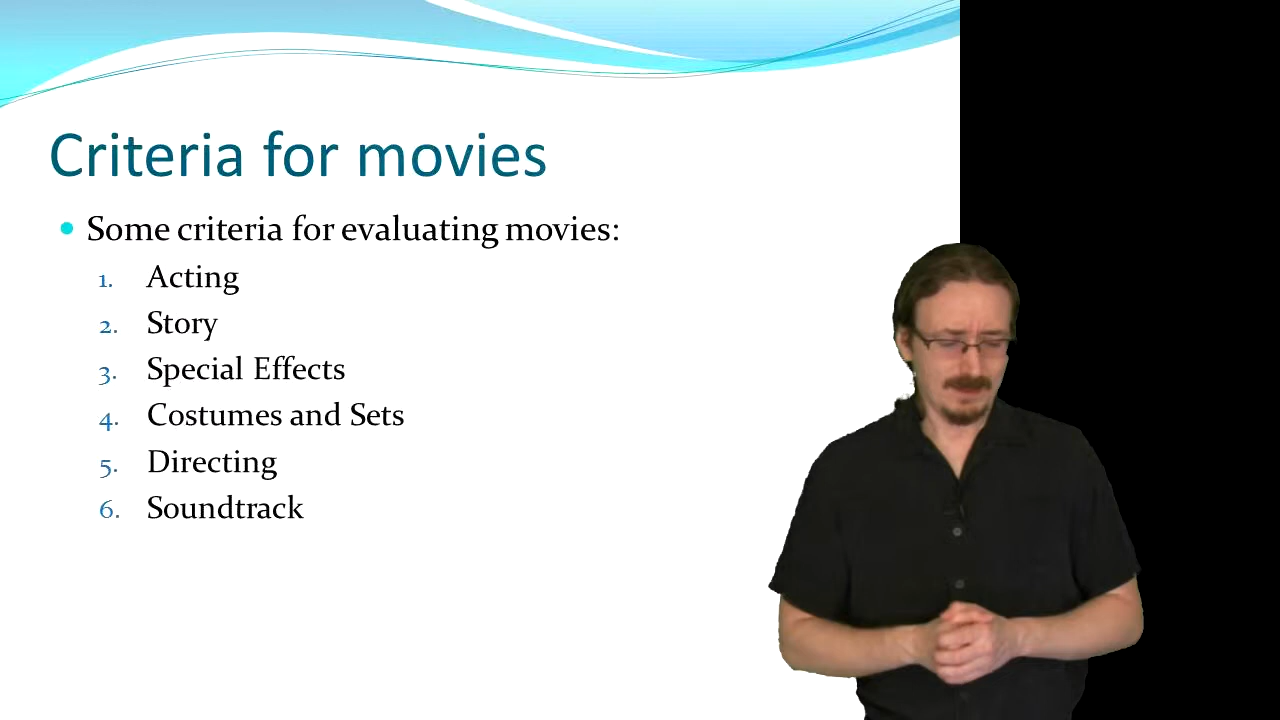 Criteria for movies
Some criteria for evaluating movies:
1. Acting
2. Story
3. Special Effects
4. Costumes and Sets
5. Directing
6. Soundtrack